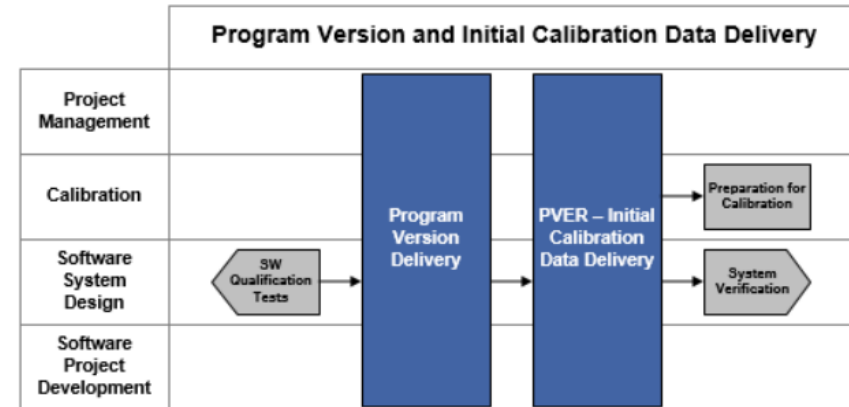 Program Version and Initial Calibration Data Delivery
Project
Management
Calibration
Preparation for
Calibration
Program
Version
Delivery
PVER – Initial
Calibration
Data Delivery
Software
System
Design
SW
Qualification
Tests
System
Verification
Software
Project
Development